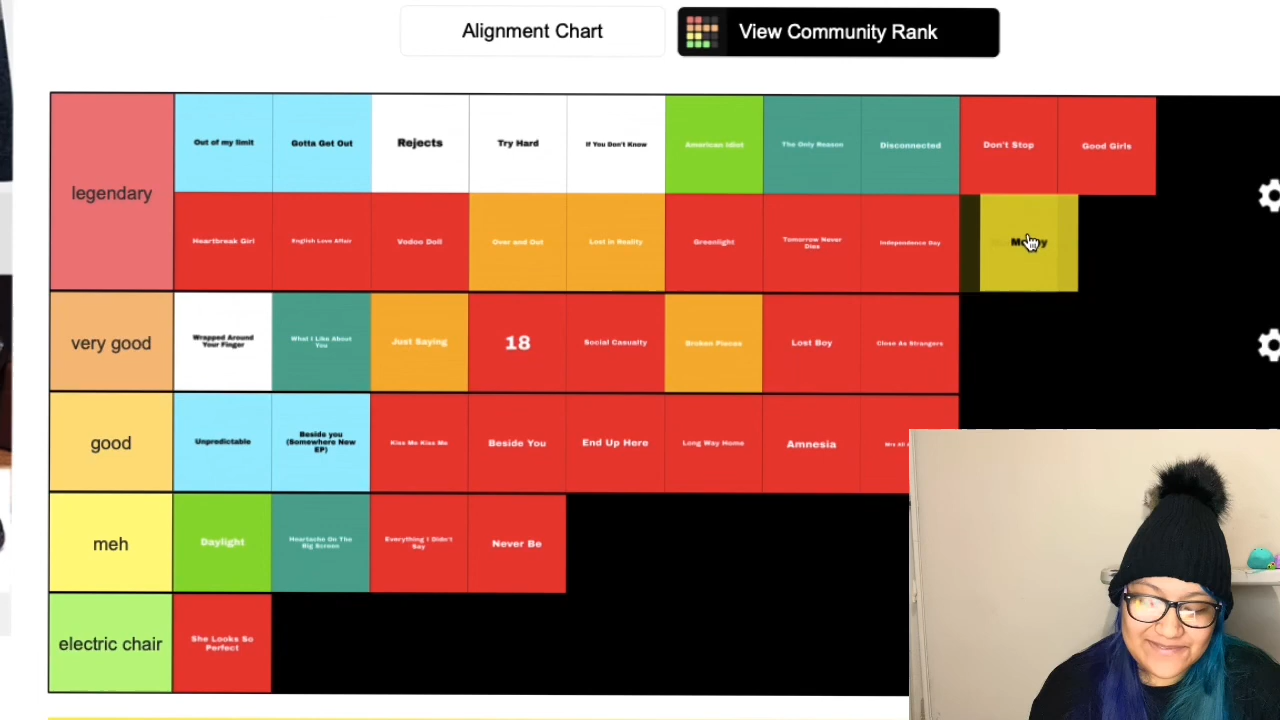 Alignment Chart
View Community Rank
legendary
Out of my limit
Gotta Get Out
Rejects
Try Hard
If You Don't Know
American Idiot
The Only Reason
Disconnected
Don't Stop
Good Girls
Heartbreak Girl
English Love Affair
Vodoo Doll
Over and Out
Lost in Reality
Greenlight
Tomorrow Never
Dies
Independence Day
very good
Wrapped Around
Your Finger
What I Like About
You
Just Saying
18
Social Casualty
Broken Pieces
Lost Boy
Close As Strangers
good
Unpredictable
Beside you
(Somewhere New
EP)
Kiss Me Kiss Me
Beside You
End Up Here
Long Way Home
Amnesia
meh
Daylight
Heartache On The
Big Screen
Everything I Didn't
Say
Never Be
electric chair
She Looks So
Perfect